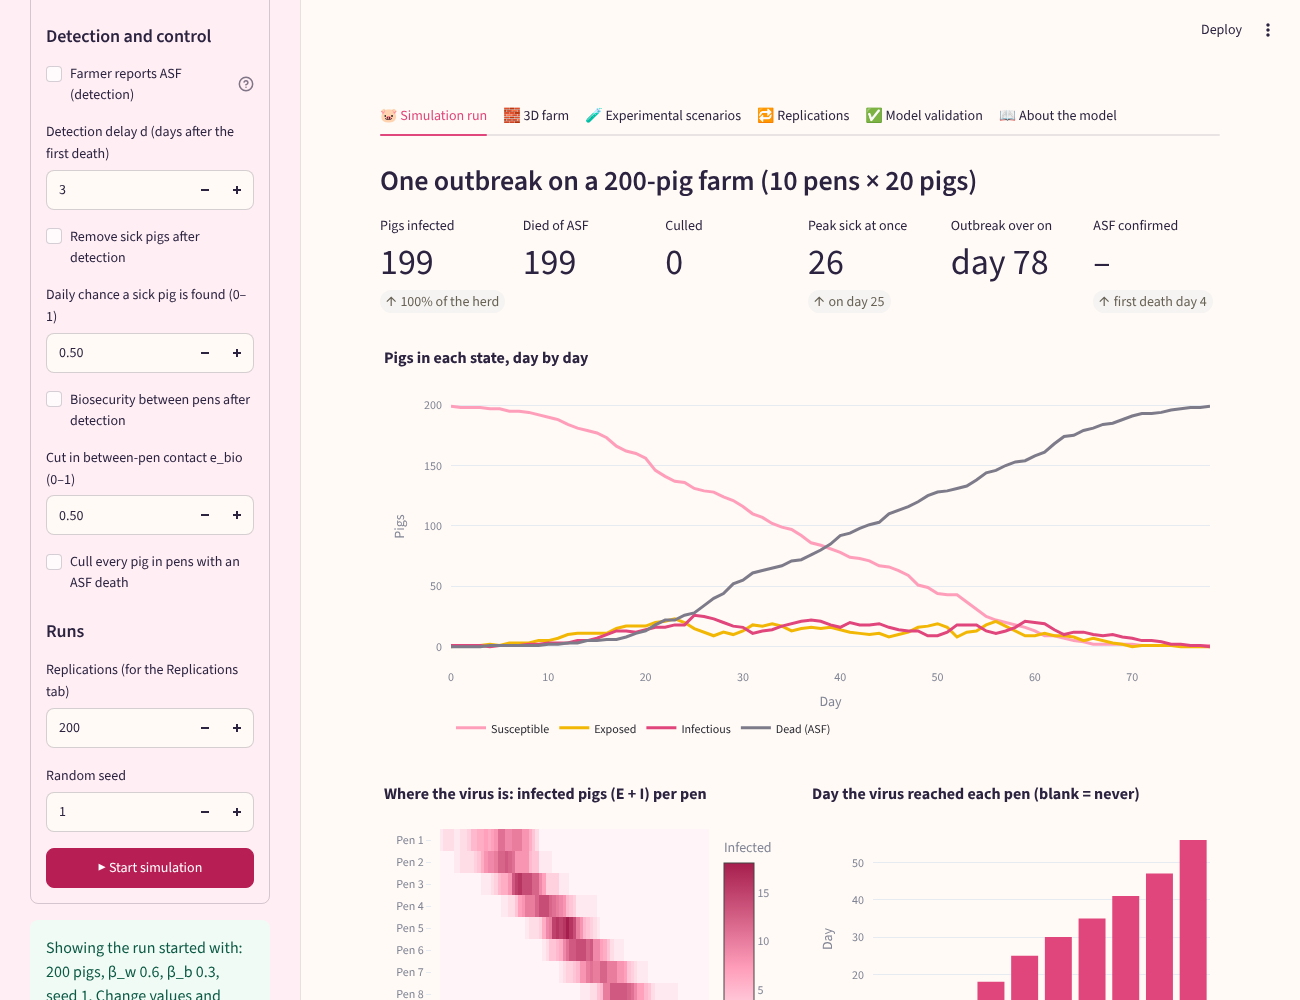 Detection and control
Farmer reports ASF
(detection)
Detection delay d (days after the
first death)
3
Remove sick pigs after
detection
Daily chance a sick pig is found (0–
1)
0.50
Biosecurity between pens after
detection
Cut in between-pen contact e_bio
(0–1)
0.50
Cull every pig in pens with an
ASF death
Runs
Replications (for the Replications
tab)
200
Random seed
1
Start simulation
Showing the run started with:
200 pigs, β_w 0.6, β_b 0.3,
seed 1. Change values and
Deploy
Simulation run
3D farm
Experimental scenarios
Replications
Model validation
About the model
One outbreak on a 200-pig farm (10 pens × 20 pigs)
Pigs infected
199
↑ 100% of the herd
Died of ASF
199
Culled
0
Peak sick at once
26
↑ on day 25
Outbreak over on
day 78
ASF confirmed
–
↑ first death day 4
Pigs in each state, day by day
Pigs
200
150
100
50
0
0 10 20 30 40 50 60 70
Day
Susceptible Exposed Infectious Dead (ASF)
Where the virus is: infected pigs (E + I) per pen
Pen 1
Pen 2
Pen 3
Pen 4
Pen 5
Pen 6
Pen 7
Pen 8
Infected
15
10
5
Day the virus reached each pen (blank = never)
Day
50
40
30
20